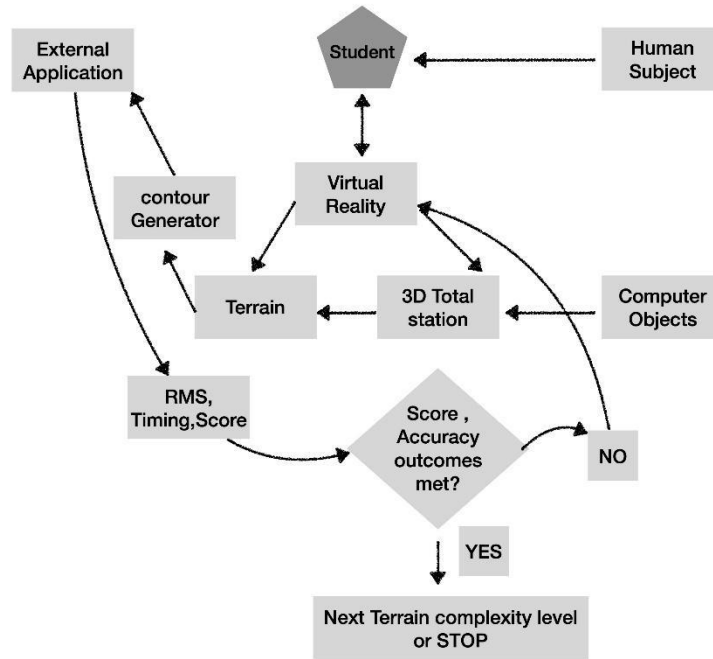 External
Application
Student
Human
Subject
contour
Generator
Virtual
Reality
Terrain
3D Total
station
Computer
Objects
RMS,
Timing,Score
Score ,
Accuracy
outcomes
met?
NO
YES
Next Terrain complexity level
or STOP